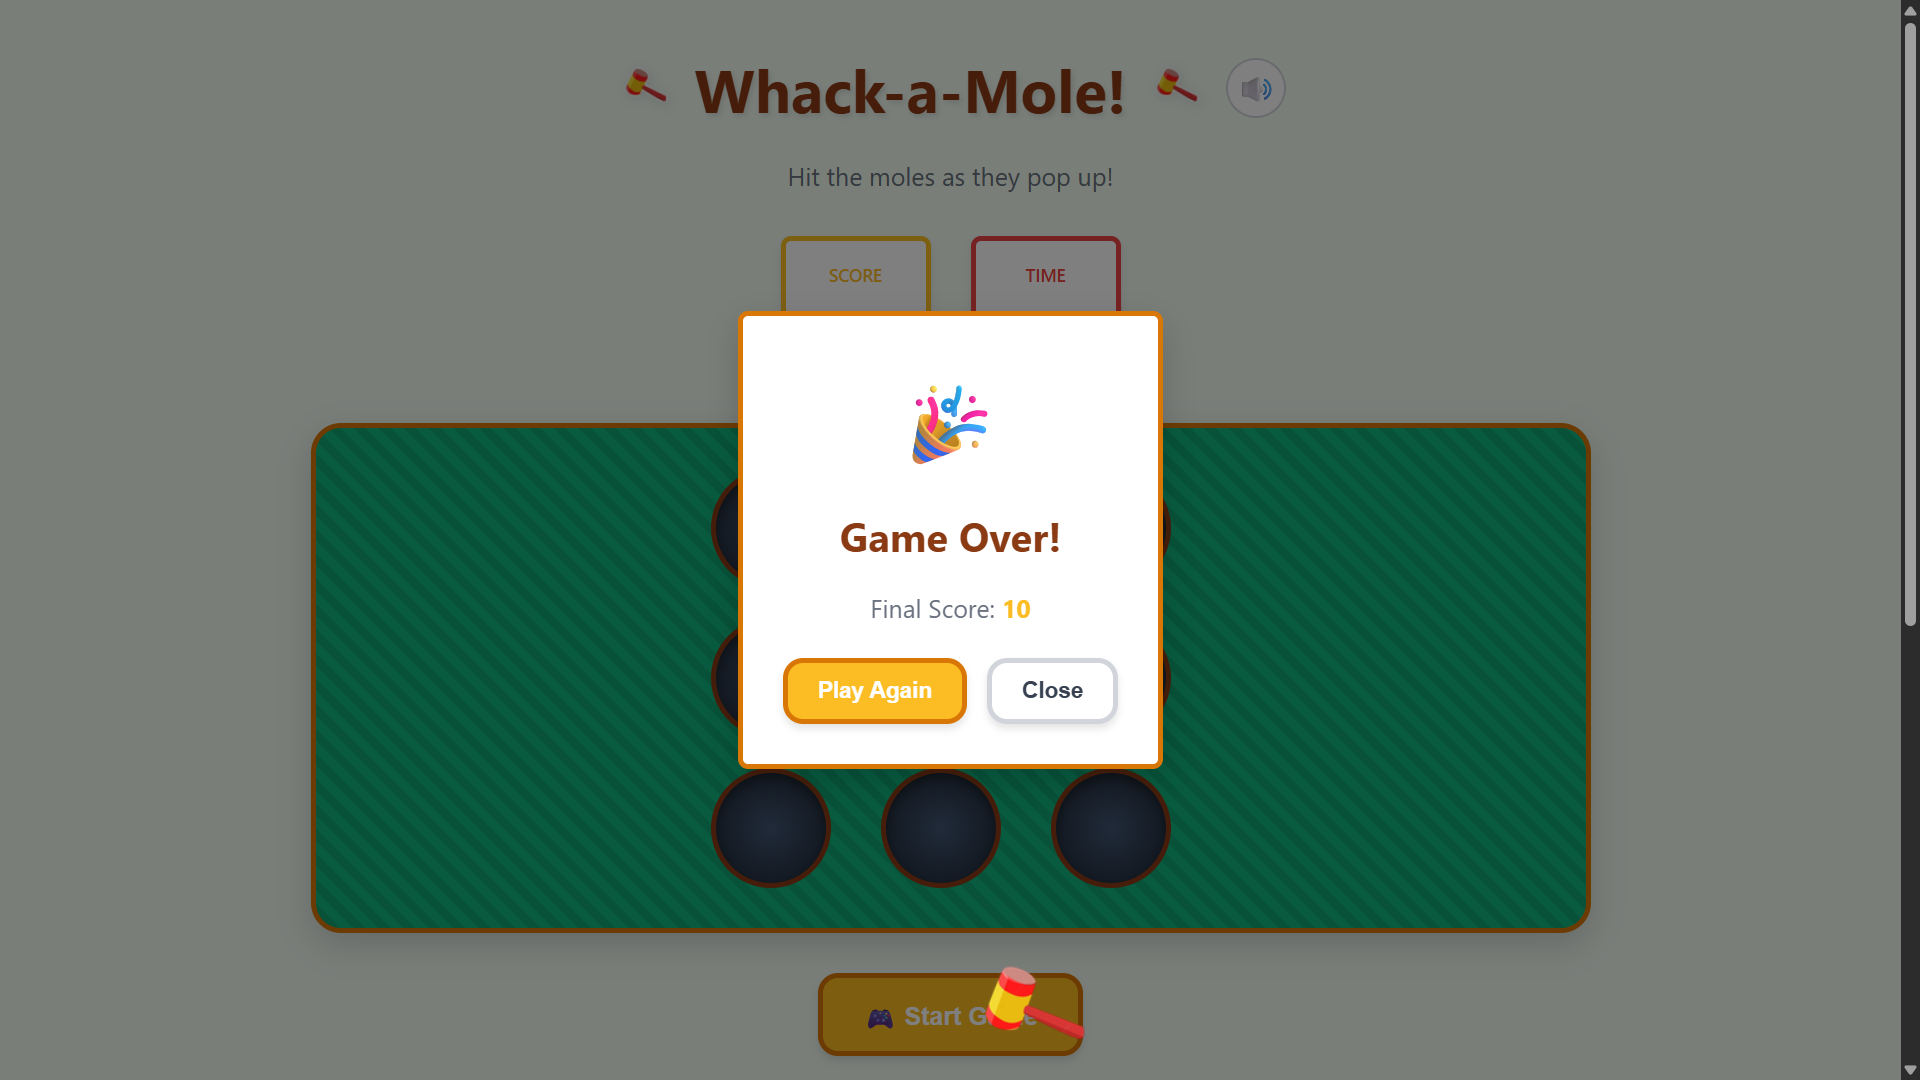 Whack-a-Mole!
Hit the moles as they pop up!
SCORE
TIME
Game Over!
Final Score: 10
Play Again
Close
Start